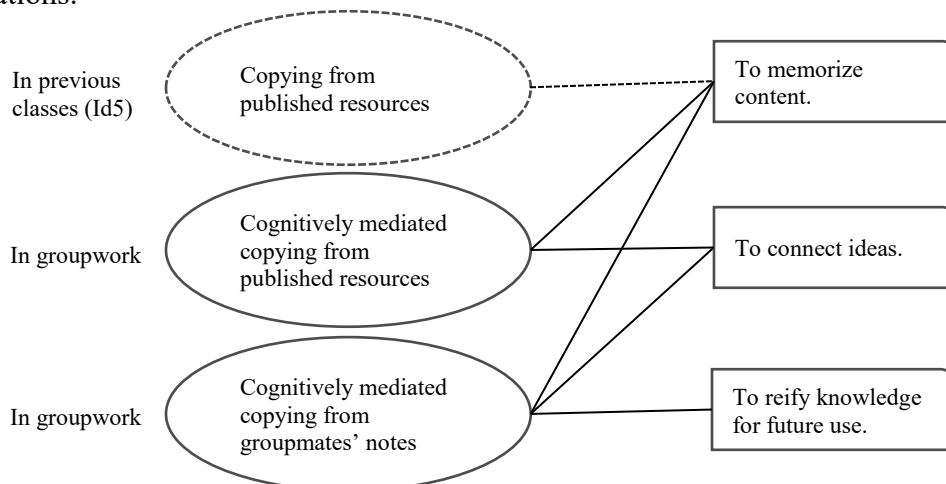 In previous
classes (Id5)
Copying from
published resources
To memorize
content.
In groupwork
Cognitively mediated
copying from
published resources
To connect ideas.
In groupwork
Cognitively mediated
copying from
groupmates’ notes
To reify knowledge
for future use.